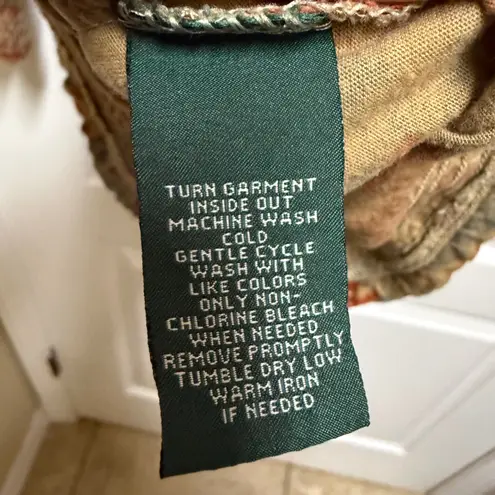 TURN GARMENT
INSIDE OUT
MACHINE WASH
COLD
GENTLE CYCLE
WASH WITH
LIKE COLORS
ONLY NON-
CHLORINE BLEACH
WHEN NEEDED
REMOVE PROMPTLY
TUMBLE DRY LOW
WARM IRON
IF NEEDED